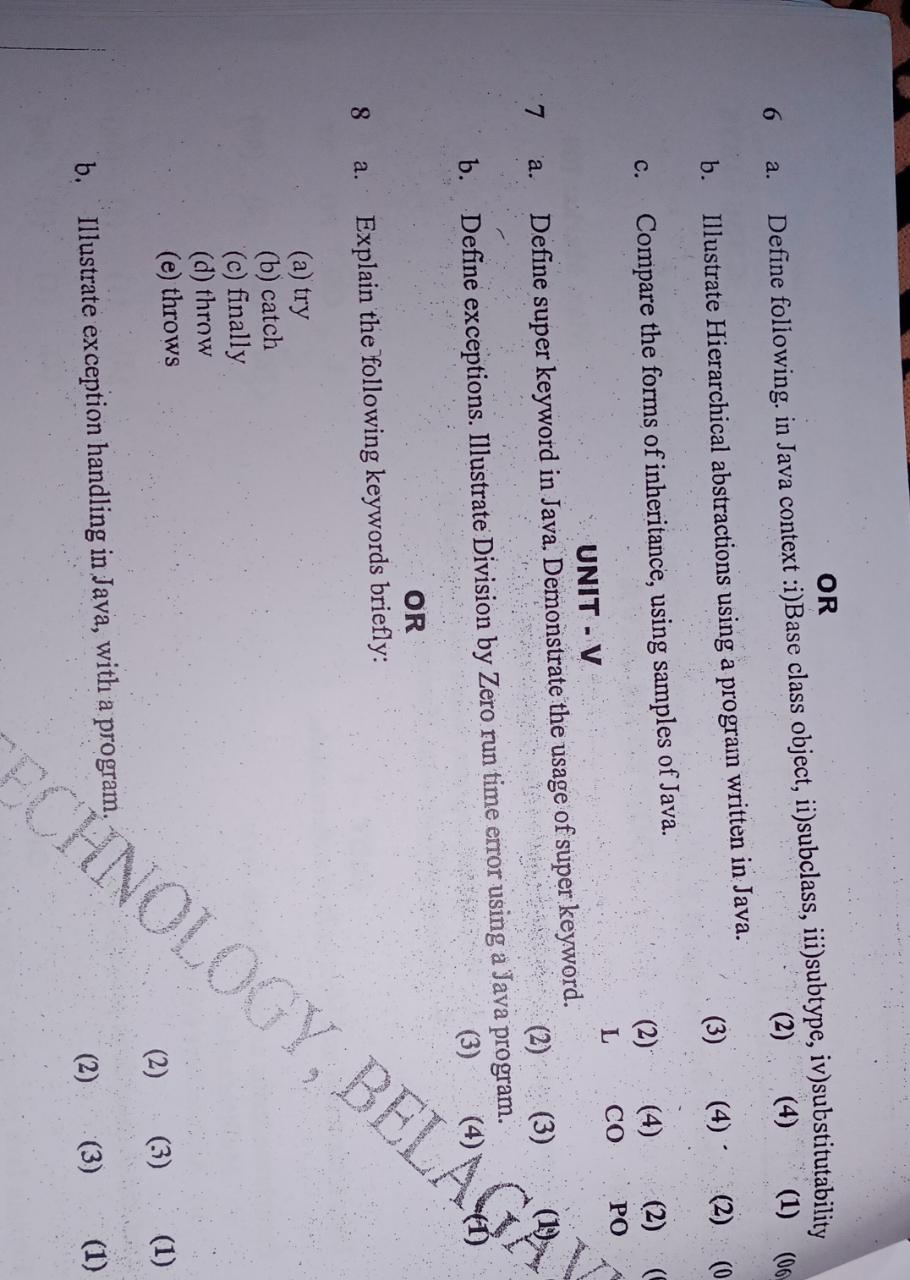 OR
6 a. Define following. in Java context :i)Base class object, ii)subclass, iii)subtype, iv)substitutability
(2) (4) (1) (06
b. Illustrate Hierarchical abstractions using a program written in Java.
(3) (4) (2) (0
c. Compare the forms of inheritance, using samples of Java.
(2) (4) (2) (
UNIT - V
L CO PO
7 a. Define super keyword in Java. Demonstrate the usage of super keyword.
(2) (3) (1)
b. Define exceptions. Illustrate Division by Zero run time error using a Java program.
(3) (4) (1)
OR
8 a. Explain the following keywords briefly:
(a) try
(b) catch
(c) finally
(d) throw
(e) throws
(2) (3) (1)
b, Illustrate exception handling in Java, with a program.
(2) (3) (1)
ECHNOLOGY, BELAGAV